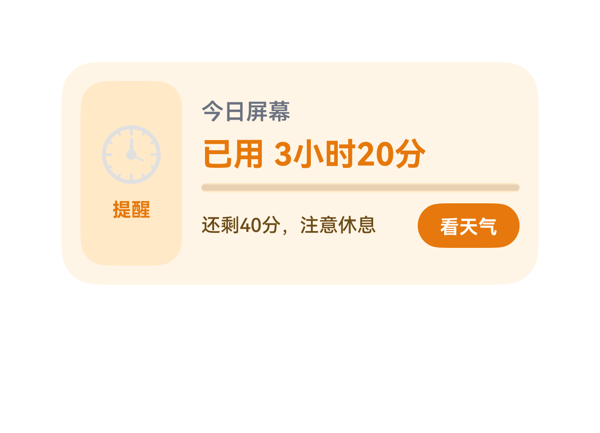 今日屏幕
已用 3小时20分
提醒
还剩40分，注意休息
看天气